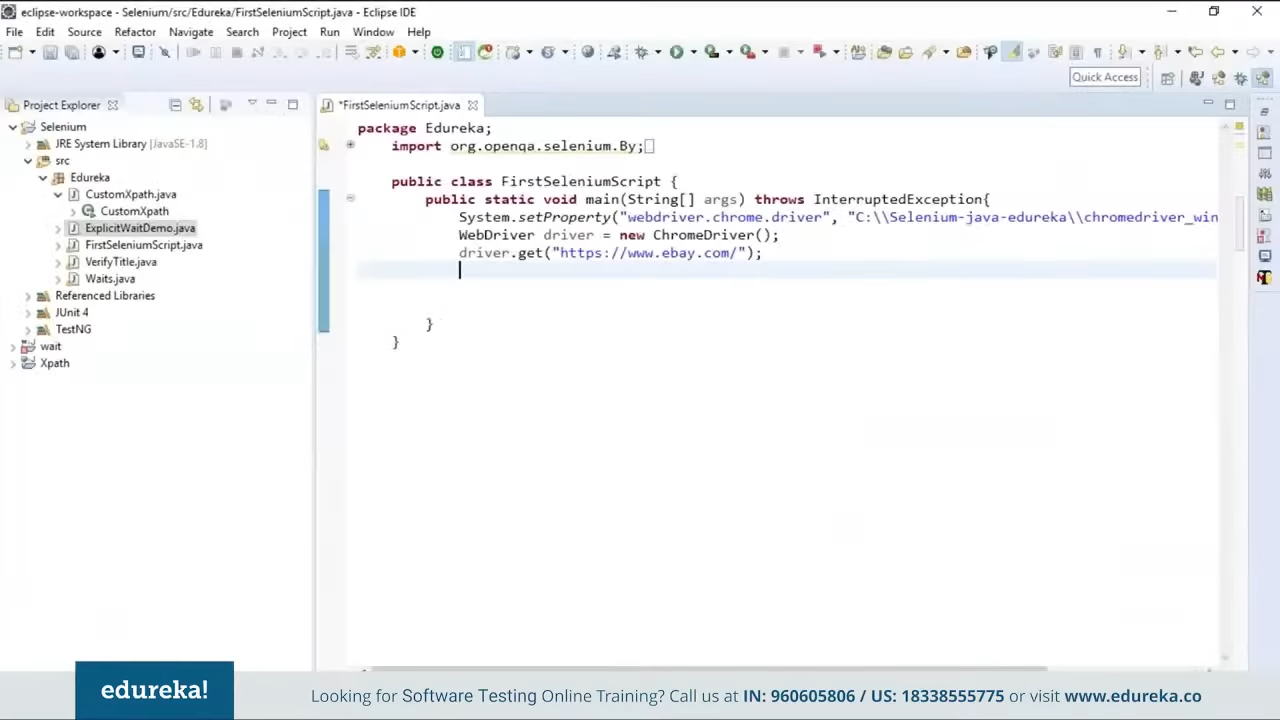 eclipse-workspace - Selenium/src/Edureka/FirstSeleniumScript.java - Eclipse IDE
File Edit Source Refactor Navigate Search Project Run Window Help
Quick Access
Project Explorer
*FirstSeleniumScript.java
Selenium
JRE System Library [JavaSE-1.8]
src
Edureka
CustomXpath.java
CustomXpath
ExplicitWaitDemo.java
FirstSeleniumScript.java
VerifyTitle.java
Waits.java
Referenced Libraries
JUnit 4
TestNG
wait
Xpath
package Edureka;
import org.openqa.selenium.By;
public class FirstSeleniumScript {
public static void main(String[] args) throws InterruptedException{
System.setProperty("webdriver.chrome.driver", "C:\\Selenium-java-edureka\\chromedriver_win
WebDriver driver = new ChromeDriver();
driver.get("https://www.ebay.com/");
}
}
edureka!
Looking for Software Testing Online Training? Call us at IN: 960605806 / US: 18338555775 or visit www.edureka.co